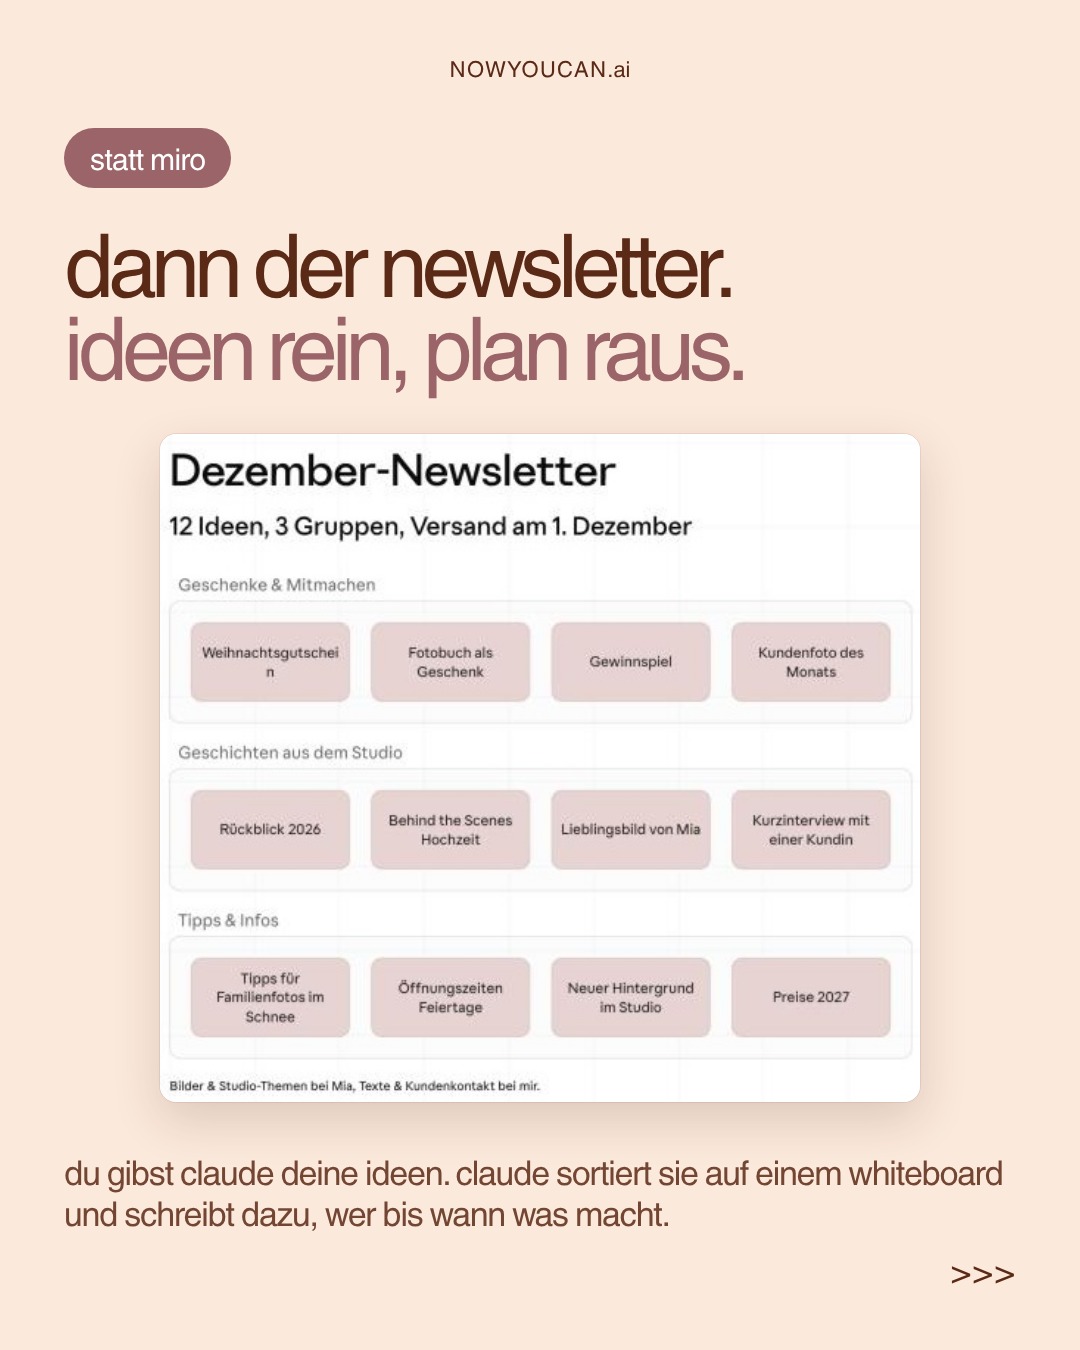 NOWYOUCAN.ai
statt miro
dann der newsletter.
ideen rein, plan raus.
Dezember-Newsletter
12 Ideen, 3 Gruppen, Versand am 1. Dezember
Geschenke & Mitmachen
Weihnachtsgutschei
n
Fotobuch als
Geschenk
Gewinnspiel
Kundenfoto des
Monats
Geschichten aus dem Studio
Rückblick 2026
Behind the Scenes
Hochzeit
Lieblingsbild von Mia
Kurzinterview mit
einer Kundin
Tipps & Infos
Tipps für
Familienfotos im
Schnee
Öffnungszeiten
Feiertage
Neuer Hintergrund
im Studio
Preise 2027
Bilder & Studio-Themen bei Mia, Texte & Kundenkontakt bei mir.
du gibst claude deine ideen. claude sortiert sie auf einem whiteboard
und schreibt dazu, wer bis wann was macht.
>>>